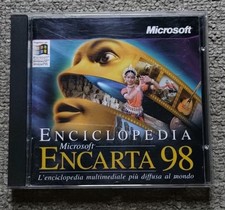 Microsoft
ENCICLOPEDIA
Microsoft
ENCARTA 98
L'enciclopedia multimediale più diffusa al mondo